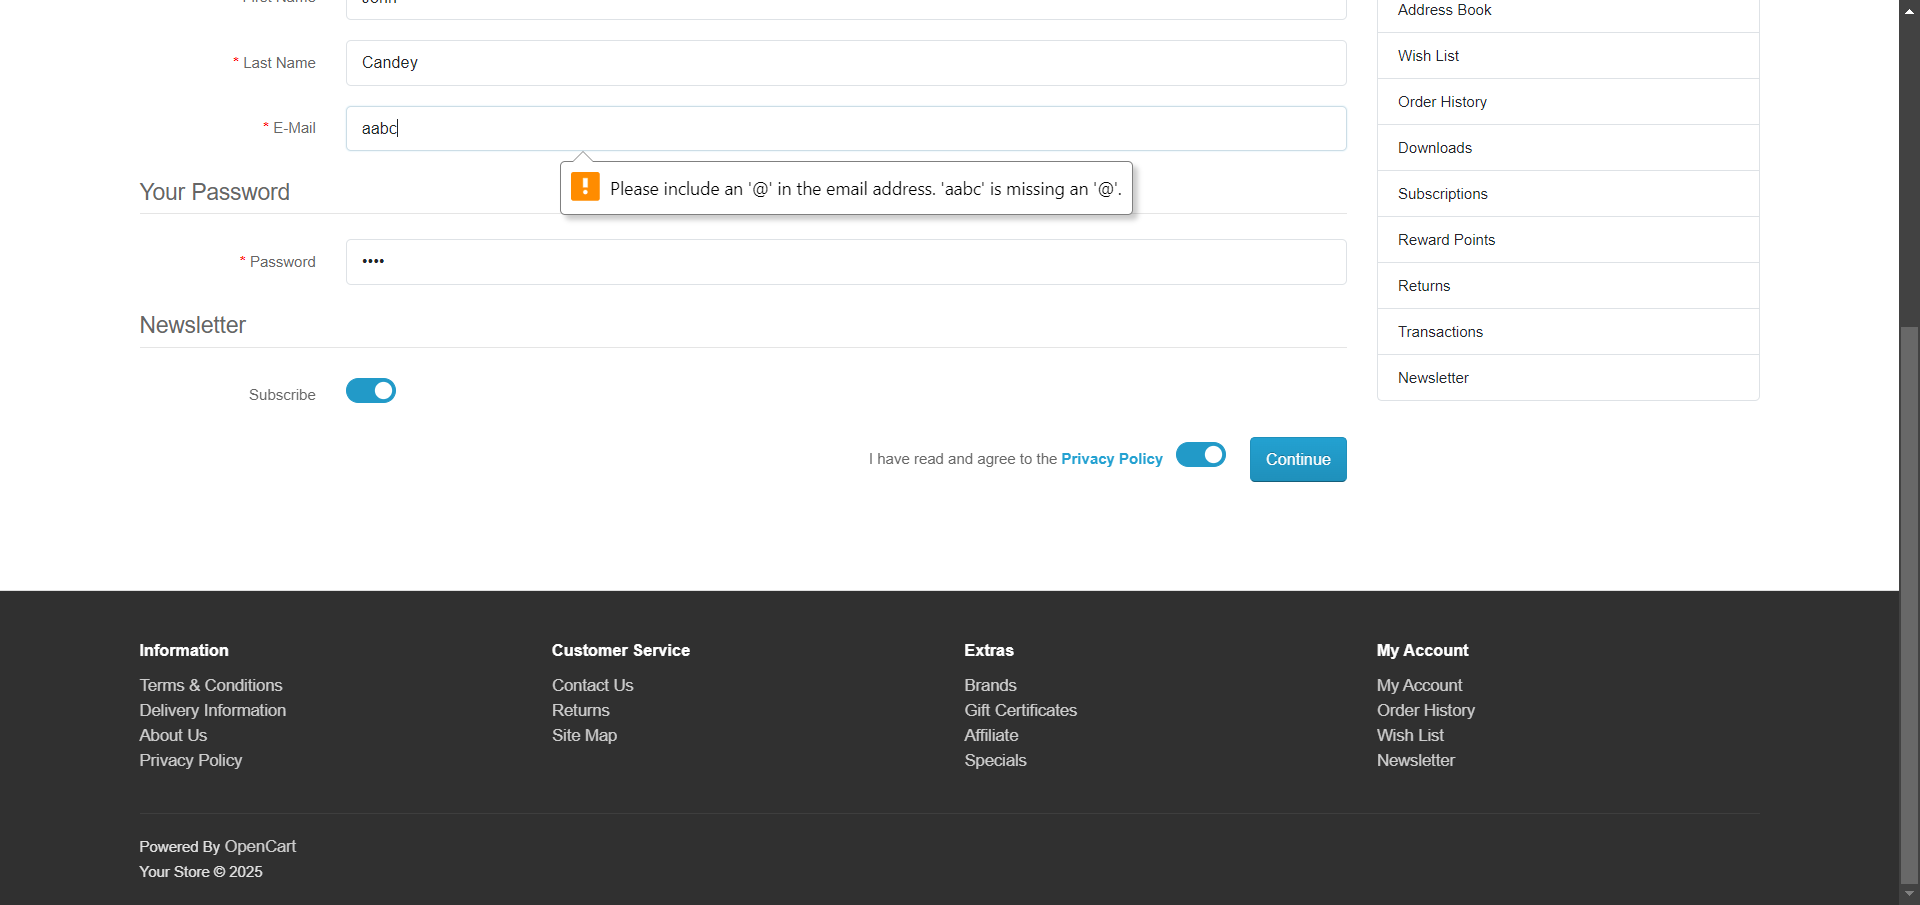 First Name
John
* Last Name
Candey
* E-Mail
aabc
Please include an '@' in the email address. 'aabc' is missing an '@'.
Your Password
* Password
••••
Newsletter
Subscribe
I have read and agree to the Privacy Policy
Continue
Address Book
Wish List
Order History
Downloads
Subscriptions
Reward Points
Returns
Transactions
Newsletter
Information
Terms & Conditions
Delivery Information
About Us
Privacy Policy
Customer Service
Contact Us
Returns
Site Map
Extras
Brands
Gift Certificates
Affiliate
Specials
My Account
My Account
Order History
Wish List
Newsletter
Powered By OpenCart
Your Store © 2025